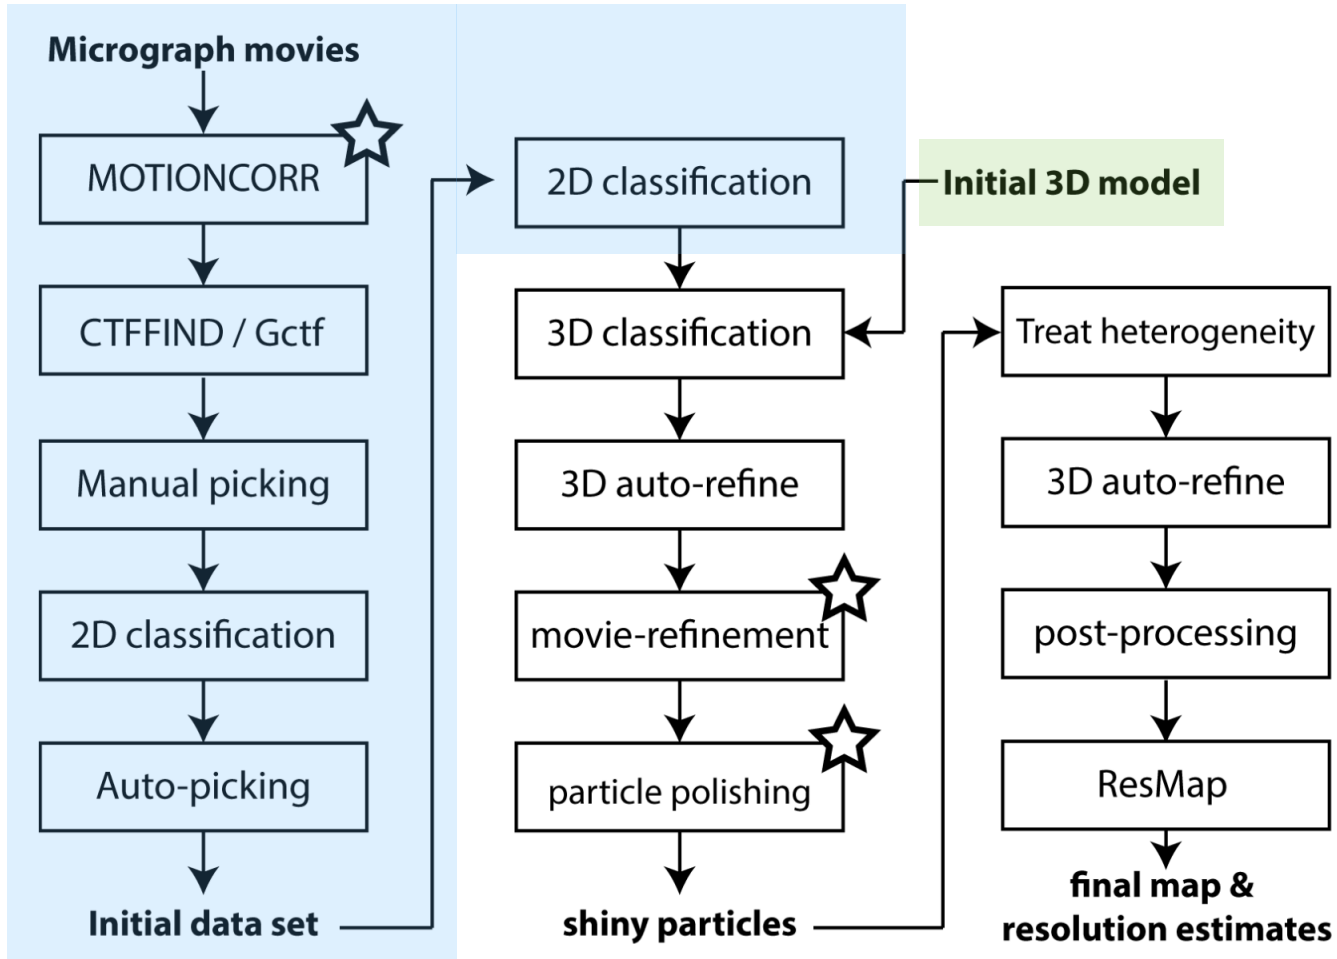 Micrograph movies
MOTIONCORR
CTFFIND / Gctf
Manual picking
2D classification
Auto-picking
Initial data set
2D classification
Initial 3D model
3D classification
3D auto-refine
movie-refinement
particle polishing
shiny particles
Treat heterogeneity
3D auto-refine
post-processing
ResMap
final map &
resolution estimates